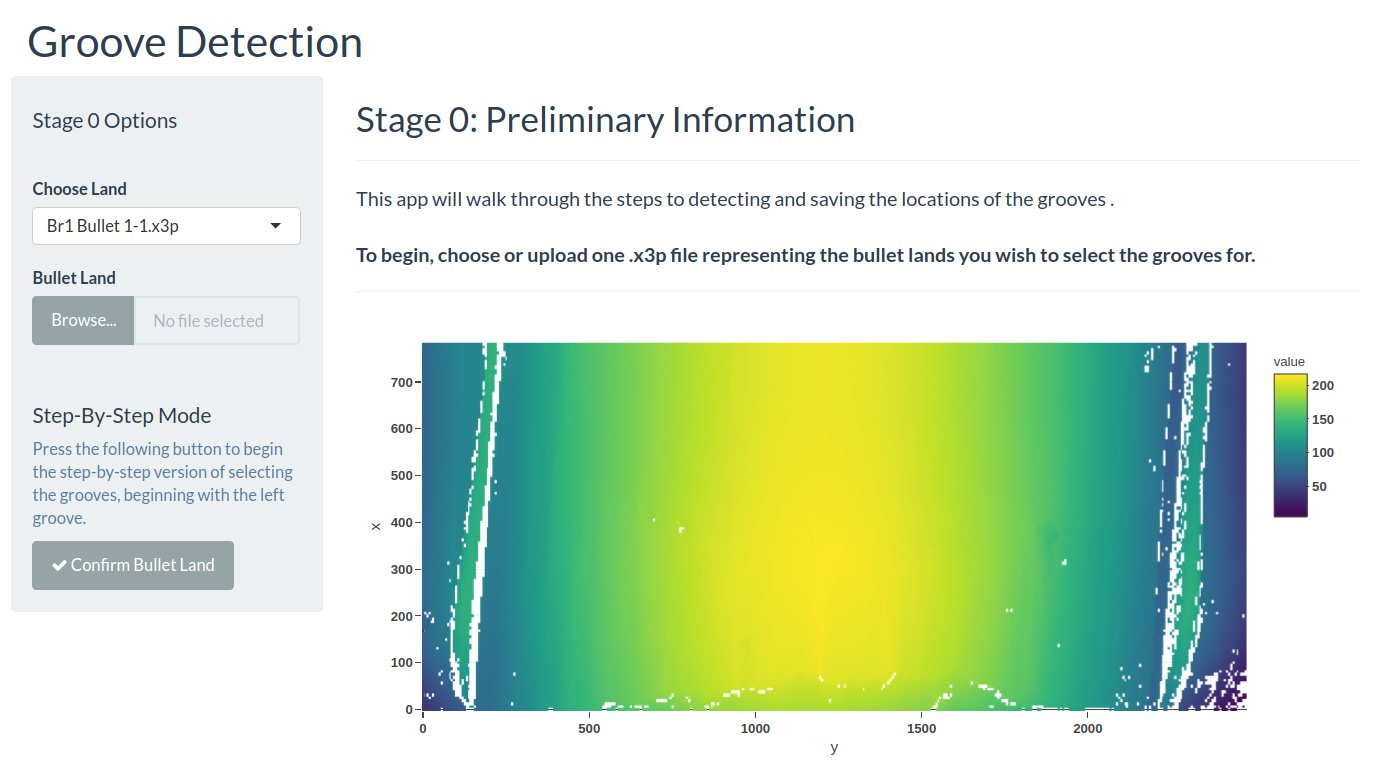 Groove Detection
Stage 0 Options
Choose Land
Br1 Bullet 1-1.x3p
Bullet Land
Browse...
No file selected
Step-By-Step Mode
Press the following button to begin
the step-by-step version of selecting
the grooves, beginning with the left
groove.
Confirm Bullet Land
Stage 0: Preliminary Information
This app will walk through the steps to detecting and saving the locations of the grooves .
To begin, choose or upload one .x3p file representing the bullet lands you wish to select the grooves for.
700
600
500
400
300
200
100
0
x
0
500
1000
1500
2000
y
value
200
150
100
50